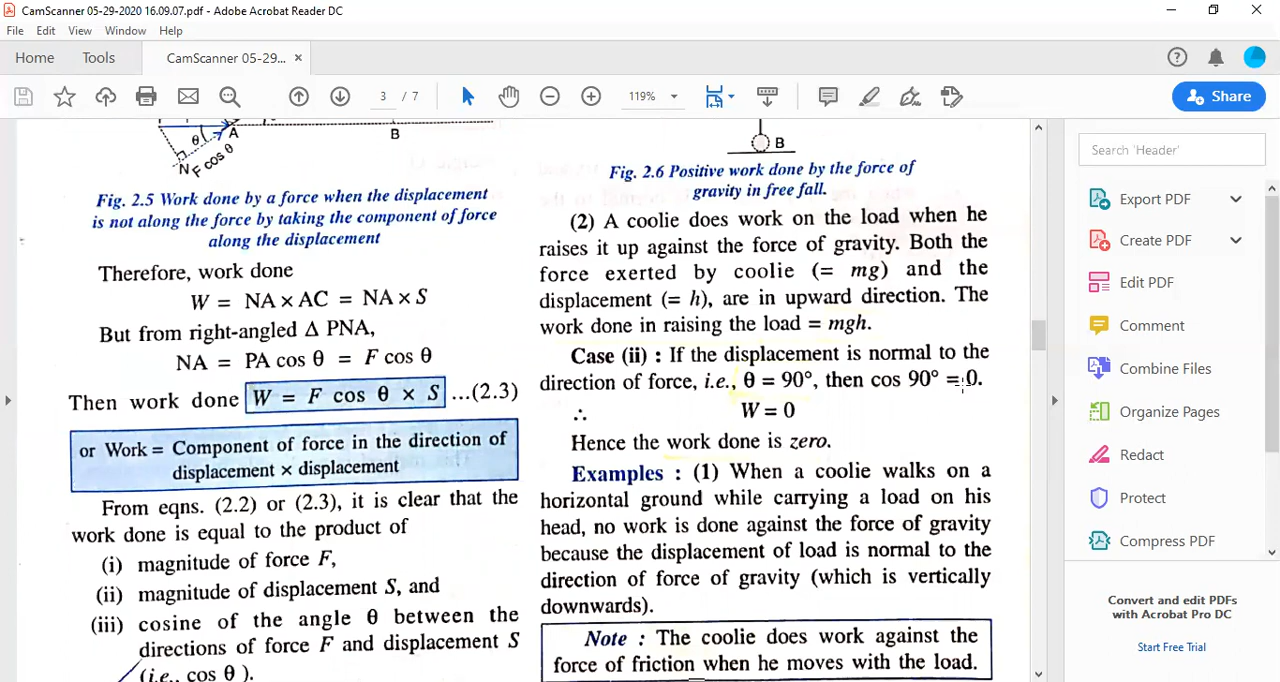 CamScanner 05-29-2020 16.09.07.pdf - Adobe Acrobat Reader DC
File Edit View Window Help
Home Tools CamScanner 05-29... ×
3 / 7 119% Share
θ A B
N F cos θ
Fig. 2.5 Work done by a force when the displacement
is not along the force by taking the component of force
along the displacement
Therefore, work done
W = NA × AC = NA × S
But from right-angled Δ PNA,
NA = PA cos θ = F cos θ
Then work done W = F cos θ × S ...(2.3)
or Work = Component of force in the direction of
displacement × displacement
From eqns. (2.2) or (2.3), it is clear that the
work done is equal to the product of
(i) magnitude of force F,
(ii) magnitude of displacement S, and
(iii) cosine of the angle θ between the
directions of force F and displacement S
(i.e., cos θ ).
B
Fig. 2.6 Positive work done by the force of
gravity in free fall.
(2) A coolie does work on the load when he
raises it up against the force of gravity. Both the
force exerted by coolie (= mg) and the
displacement (= h), are in upward direction. The
work done in raising the load = mgh.
Case (ii) : If the displacement is normal to the
direction of force, i.e., θ = 90°, then cos 90° = 0.
∴ W = 0
Hence the work done is zero.
Examples : (1) When a coolie walks on a
horizontal ground while carrying a load on his
head, no work is done against the force of gravity
because the displacement of load is normal to the
direction of force of gravity (which is vertically
downwards).
Note : The coolie does work against the
force of friction when he moves with the load.
Search 'Header'
Export PDF
Create PDF
Edit PDF
Comment
Combine Files
Organize Pages
Redact
Protect
Compress PDF
Convert and edit PDFs
with Acrobat Pro DC
Start Free Trial